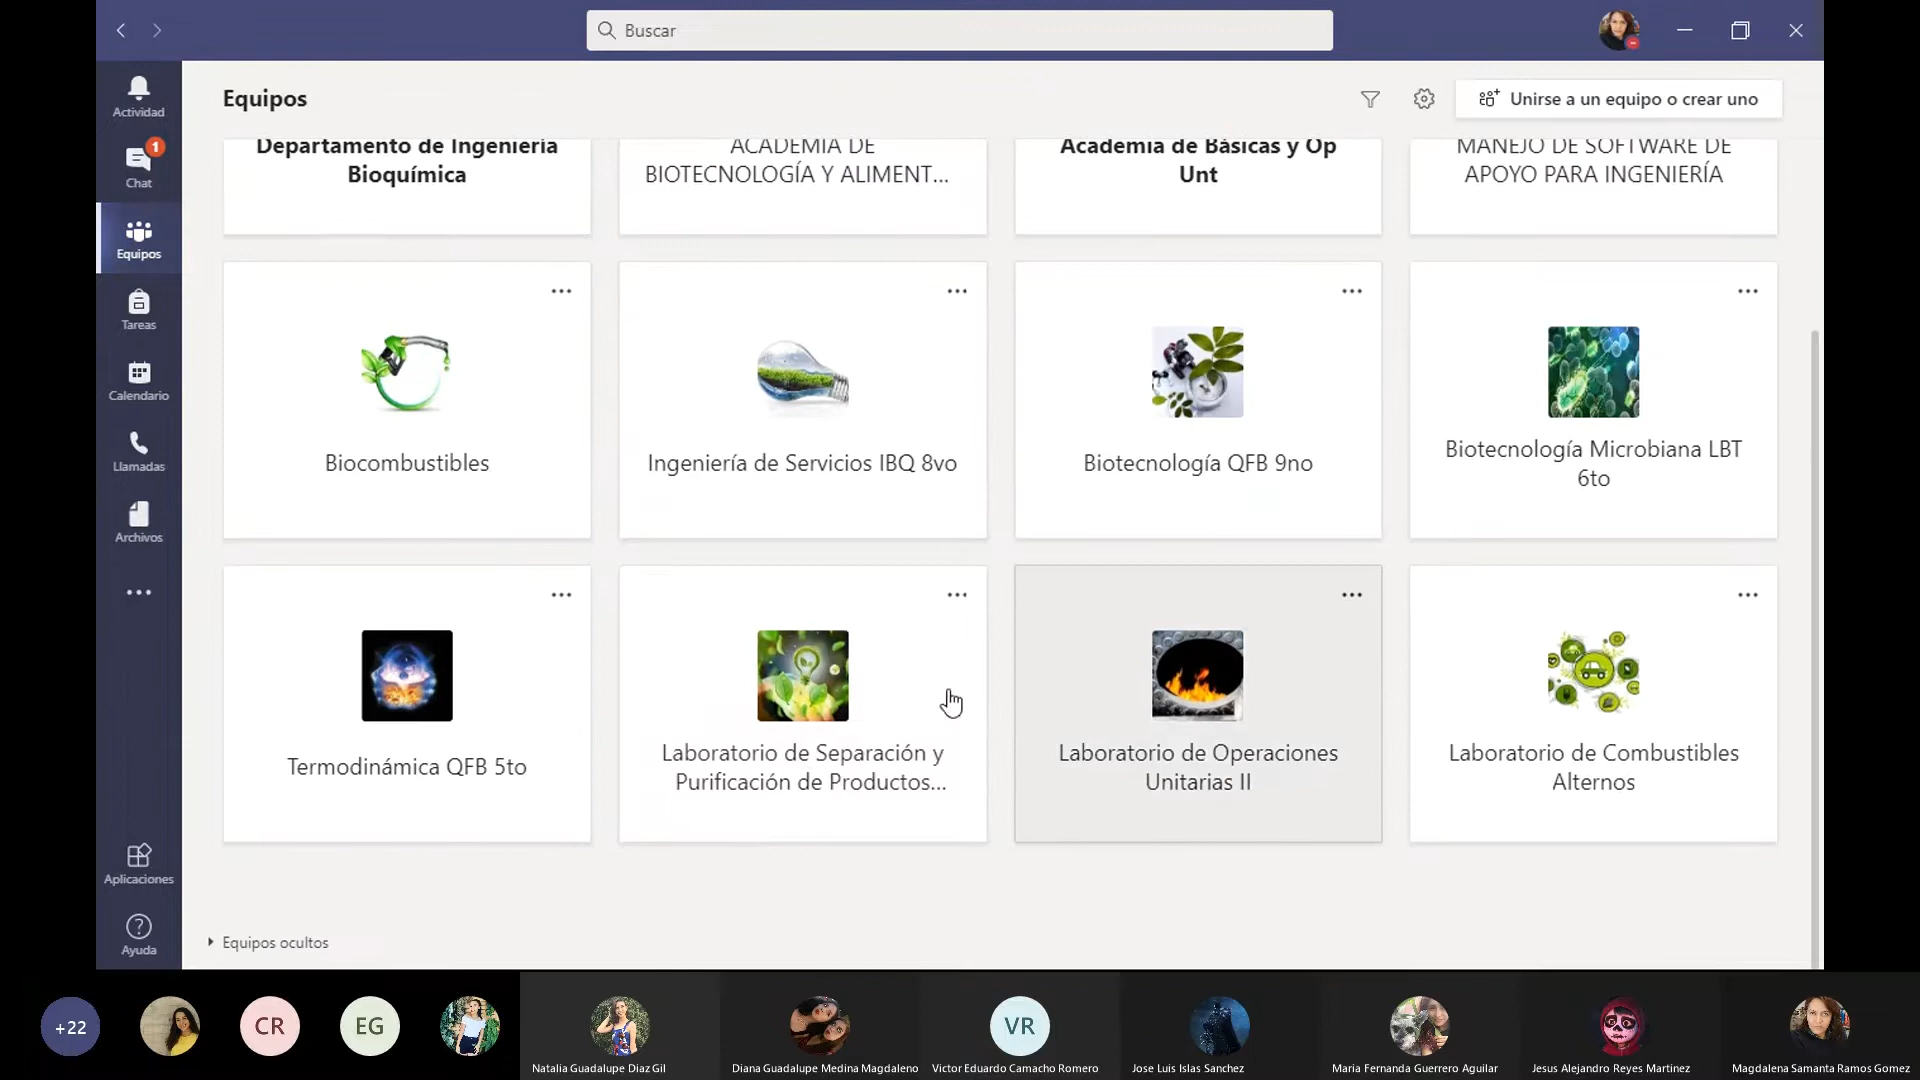 Buscar
Equipos
Unirse a un equipo o crear uno
Actividad
1
Chat
Equipos
Tareas
Calendario
Llamadas
Archivos
Aplicaciones
Ayuda
Departamento de Ingeniería
Bioquímica
ACADEMIA DE
BIOTECNOLOGÍA Y ALIMENT...
Academia de Básicas y Op
Unt
MANEJO DE SOFTWARE DE
APOYO PARA INGENIERÍA
Biocombustibles
Ingeniería de Servicios IBQ 8vo
Biotecnología QFB 9no
Biotecnología Microbiana LBT
6to
Termodinámica QFB 5to
Laboratorio de Separación y
Purificación de Productos...
Laboratorio de Operaciones
Unitarias II
Laboratorio de Combustibles
Alternos
Equipos ocultos
+22
CR
EG
VR
Natalia Guadalupe Diaz Gil
Diana Guadalupe Medina Magdaleno
Victor Eduardo Camacho Romero
Jose Luis Islas Sanchez
Maria Fernanda Guerrero Aguilar
Jesus Alejandro Reyes Martinez
Magdalena Samanta Ramos Gomez